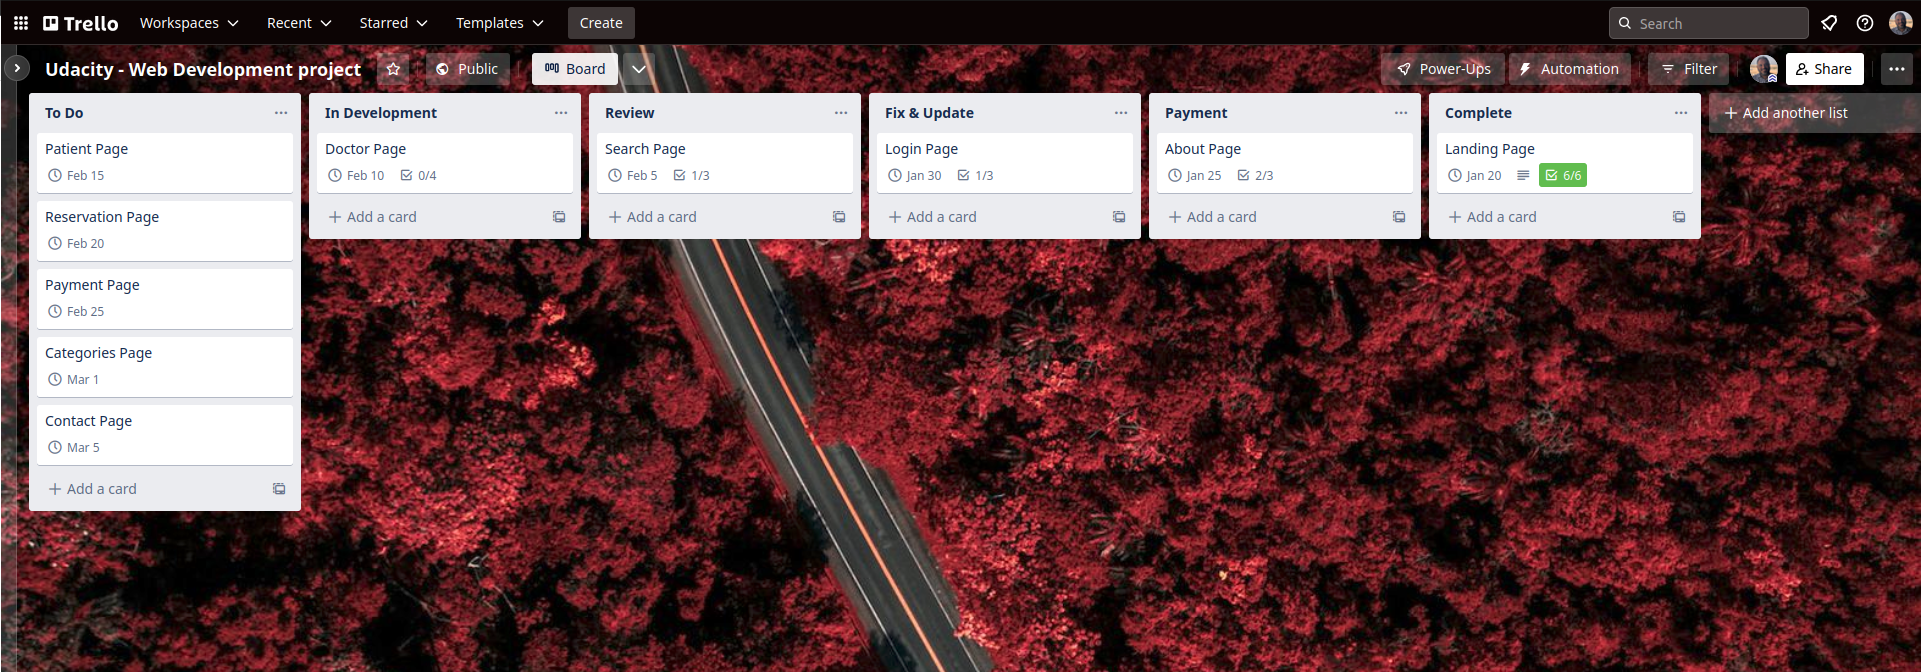 Trello
Workspaces
Recent
Starred
Templates
Create
Search
Udacity - Web Development project
Public
Board
Power-Ups
Automation
Filter
Share
To Do
Patient Page
Feb 15
Reservation Page
Feb 20
Payment Page
Feb 25
Categories Page
Mar 1
Contact Page
Mar 5
+ Add a card
In Development
Doctor Page
Feb 10 0/4
+ Add a card
Review
Search Page
Feb 5 1/3
+ Add a card
Fix & Update
Login Page
Jan 30 1/3
+ Add a card
Payment
About Page
Jan 25 2/3
+ Add a card
Complete
Landing Page
Jan 20 6/6
+ Add a card
+ Add another list